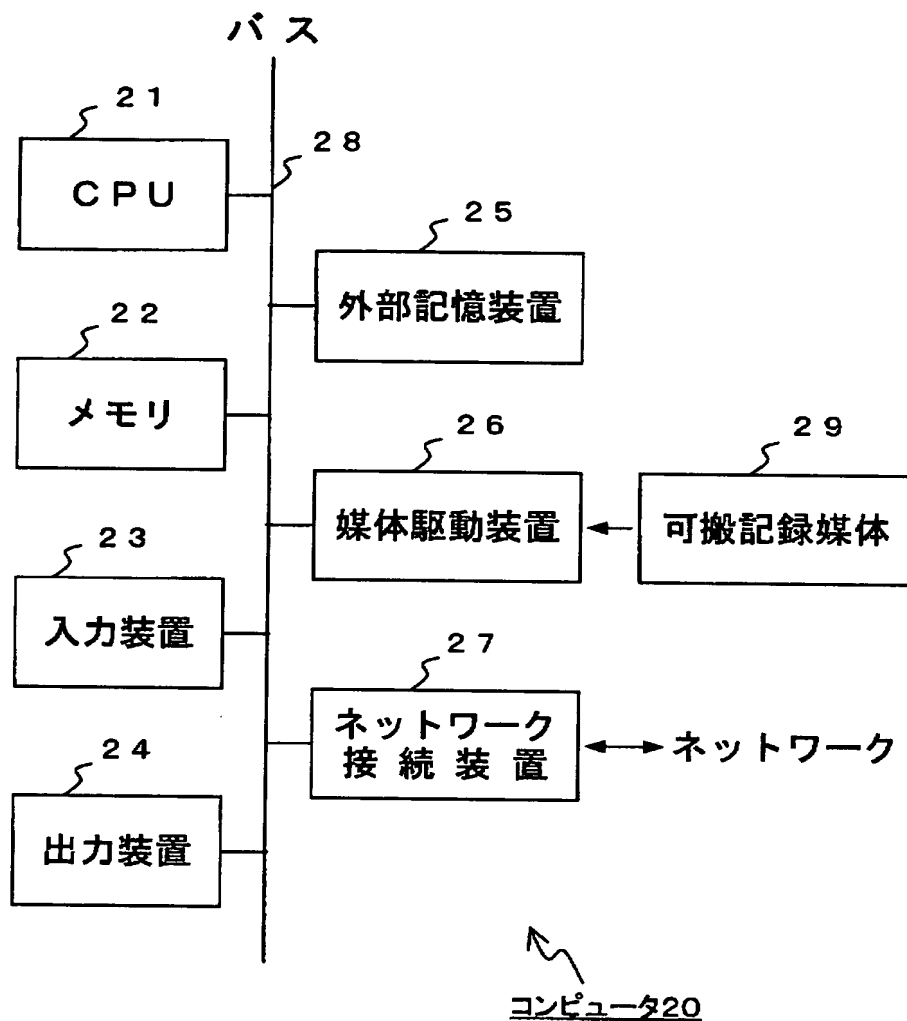 バス
21
CPU
28
25
外部記憶装置
22
メモリ
26
媒体駆動装置
29
可搬記録媒体
23
入力装置
27
ネットワーク
接続装置
ネットワーク
24
出力装置
コンピュータ20